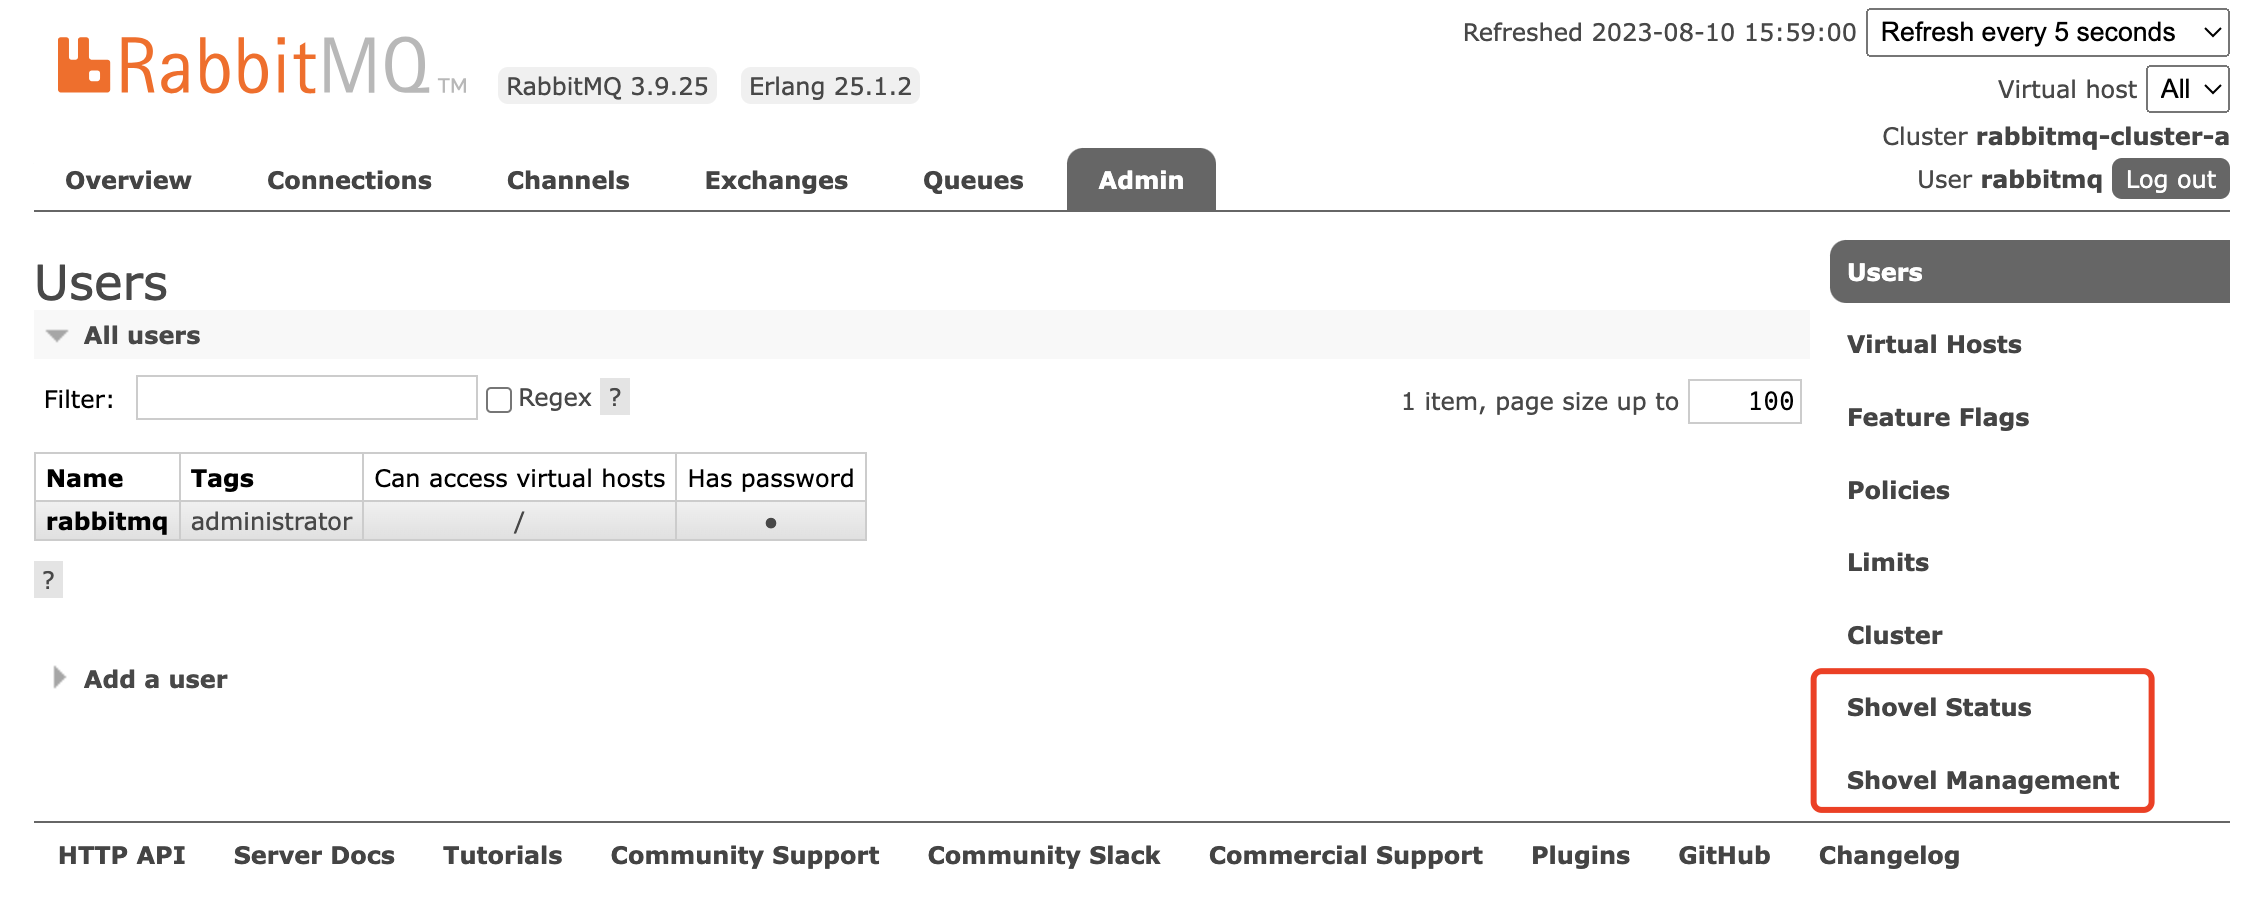 Refreshed 2023-08-10 15:59:00 Refresh every 5 seconds
RabbitMQ TM RabbitMQ 3.9.25 Erlang 25.1.2
Virtual host All
Cluster rabbitmq-cluster-a
User rabbitmq Log out
Overview Connections Channels Exchanges Queues Admin
Users
All users
Filter: Regex ?
1 item, page size up to 100
Name Tags Can access virtual hosts Has password
rabbitmq administrator / •
?
Add a user
Users
Virtual Hosts
Feature Flags
Policies
Limits
Cluster
Shovel Status
Shovel Management
HTTP API Server Docs Tutorials Community Support Community Slack Commercial Support Plugins GitHub Changelog